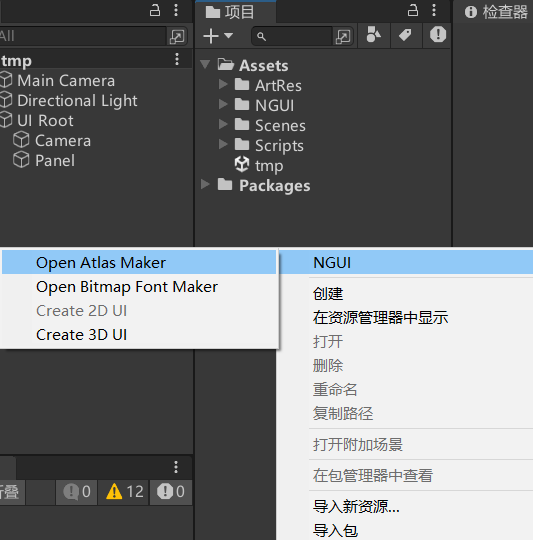 All
项目
检查器
tmp
Main Camera
Directional Light
UI Root
Camera
Panel
Assets
ArtRes
NGUI
Scenes
Scripts
tmp
Packages
Open Atlas Maker
Open Bitmap Font Maker
Create 2D UI
Create 3D UI
NGUI
创建
在资源管理器中显示
打开
删除
重命名
复制路径
打开附加场景
在包管理器中查看
导入新资源...
导入包
折叠
0
12
0